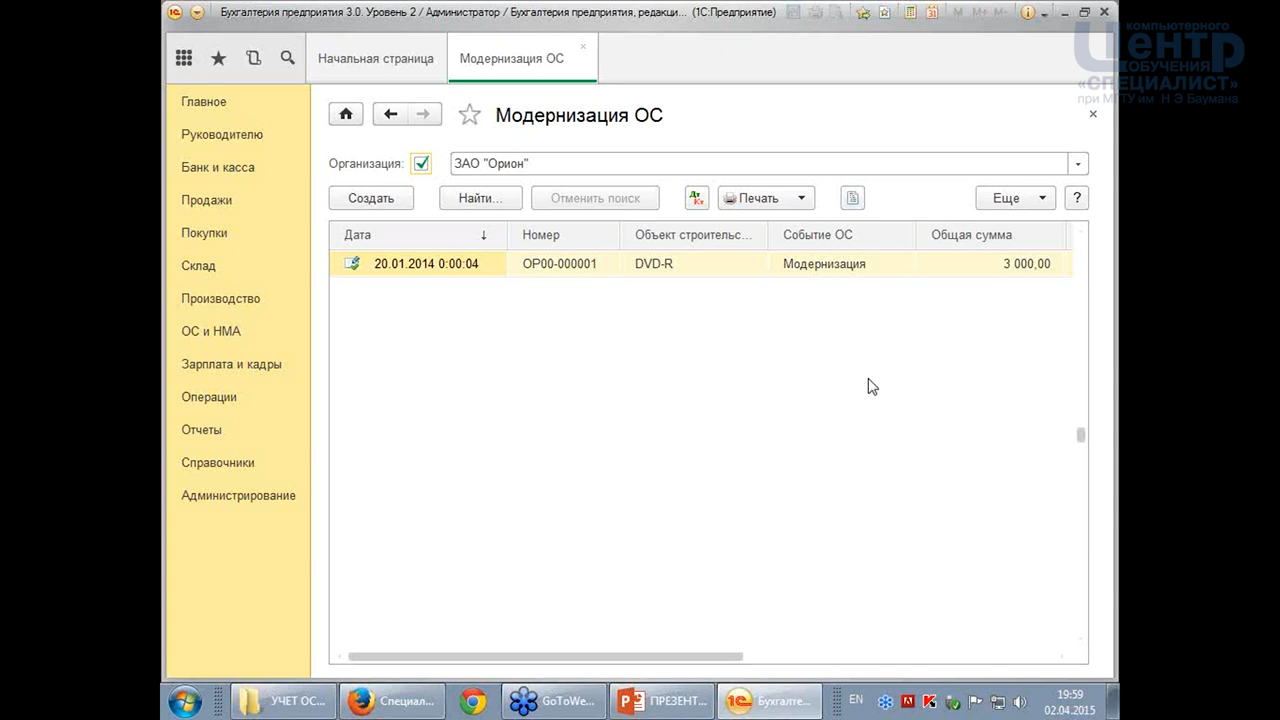 Бухгалтерия предприятия 3.0. Уровень 2 / Администратор / Бухгалтерия предприятия, редакци... (1С:Предприятие)
M M+ M-
компьютерного
Центр
ОБУЧЕНИЯ
«СПЕЦИАЛИСТ»
при МГТУ им Н Э Баумана
Начальная страница
Модернизация ОС
Главное
Руководителю
Банк и касса
Продажи
Покупки
Склад
Производство
ОС и НМА
Зарплата и кадры
Операции
Отчеты
Справочники
Администрирование
Модернизация ОС
Организация: ЗАО "Орион"
Создать Найти... Отменить поиск Дт Кт Печать Еще ?
Дата Номер Объект строительс... Событие ОС Общая сумма
20.01.2014 0:00:04 ОР00-000001 DVD-R Модернизация 3 000,00
УЧЕТ ОС... Специал... GoToWe... ПРЕЗЕНТ... Бухгалте... EN 19:59
02.04.2015